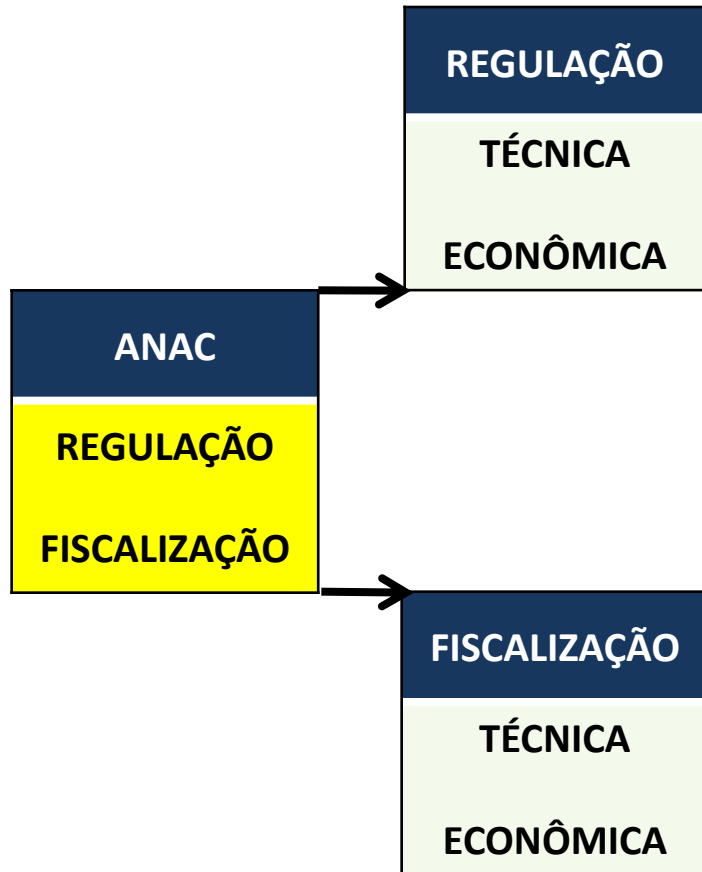 REGULAÇÃO
TÉCNICA
ECONÔMICA
ANAC
REGULAÇÃO
FISCALIZAÇÃO
FISCALIZAÇÃO
TÉCNICA
ECONÔMICA